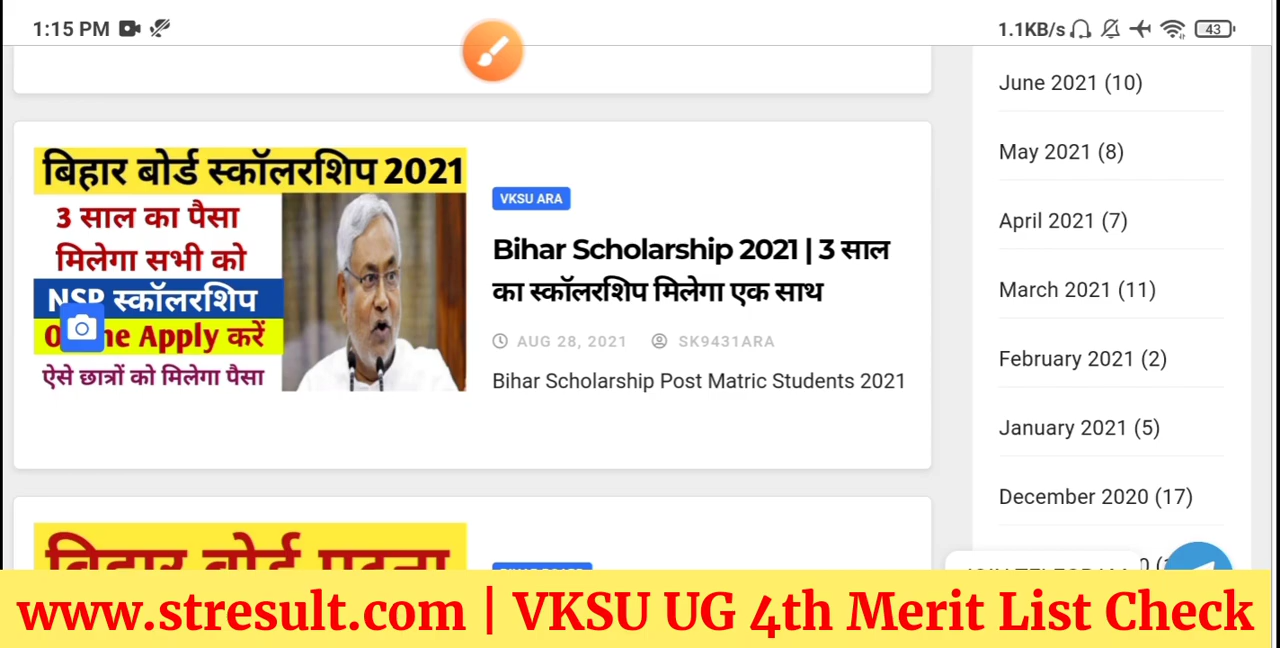 1:15 PM
1.1KB/s
43
बिहार बोर्ड स्कॉलरशिप 2021
3 साल का पैसा
मिलेगा सभी को
NSP स्कॉलरशिप
Apply करें
ऐसे छात्रों को मिलेगा पैसा
VKSU ARA
Bihar Scholarship 2021 | 3 साल
का स्कॉलरशिप मिलेगा एक साथ
AUG 28, 2021 SK9431ARA
Bihar Scholarship Post Matric Students 2021
June 2021 (10)
May 2021 (8)
April 2021 (7)
March 2021 (11)
February 2021 (2)
January 2021 (5)
December 2020 (17)
बिहार बोर्ड पटना
www.stresult.com | VKSU UG 4th Merit List Check